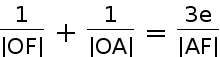 1/|OF| + 1/|OA| = 3e/|AF|